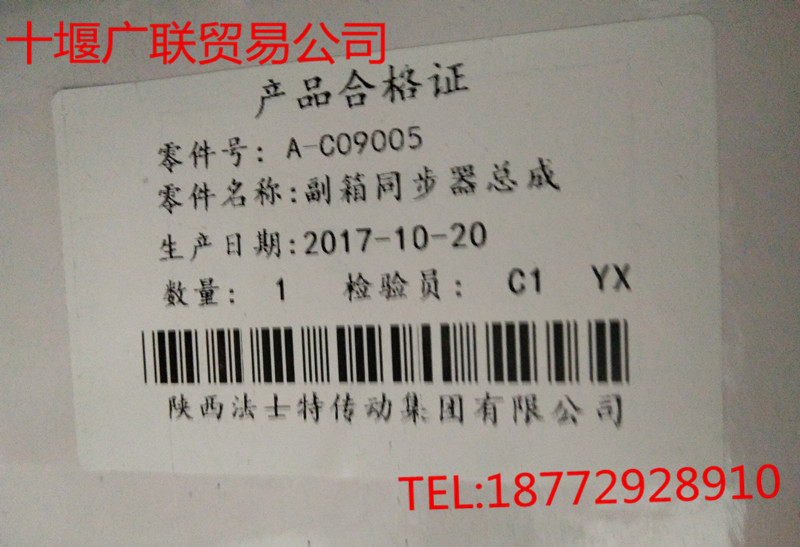 十堰广联贸易公司
产品合格证
零件号: A-C09005
零件名称:副箱同步器总成
生产日期:2017-10-20
数量: 1 检验员: C1 YX
陕西法士特传动集团有限公司
TEL:18772928910